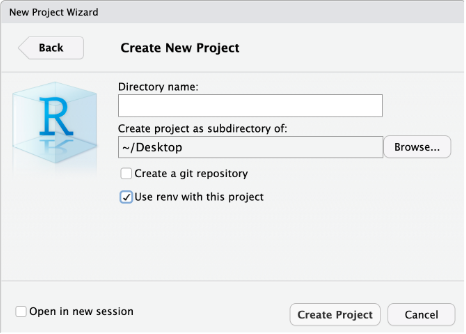 New Project Wizard
Back
Create New Project
R
Directory name:
Create project as subdirectory of:
~/Desktop
Browse...
Create a git repository
Use renv with this project
Open in new session
Create Project
Cancel